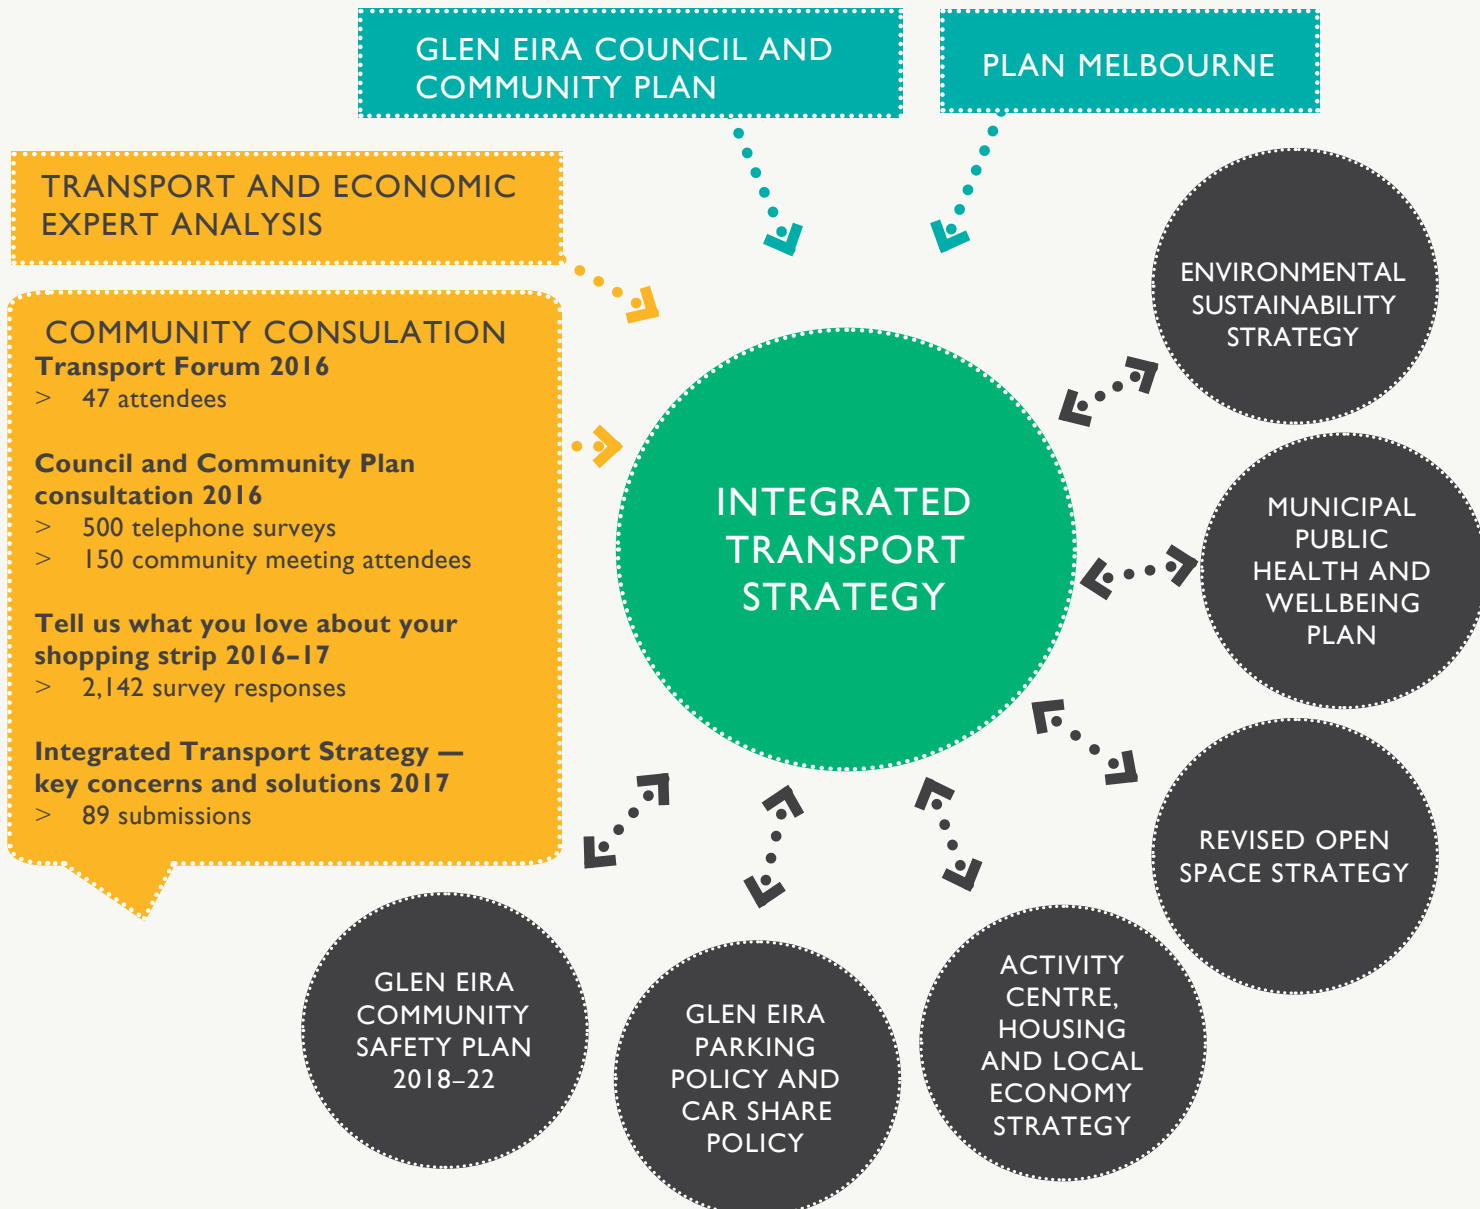 GLEN EIRA COUNCIL AND
COMMUNITY PLAN
PLAN MELBOURNE
TRANSPORT AND ECONOMIC
EXPERT ANALYSIS
COMMUNITY CONSULATION
Transport Forum 2016
> 47 attendees
Council and Community Plan
consultation 2016
> 500 telephone surveys
> 150 community meeting attendees
Tell us what you love about your
shopping strip 2016–17
> 2,142 survey responses
Integrated Transport Strategy —
key concerns and solutions 2017
> 89 submissions
INTEGRATED
TRANSPORT
STRATEGY
ENVIRONMENTAL
SUSTAINABILITY
STRATEGY
MUNICIPAL
PUBLIC
HEALTH AND
WELLBEING
PLAN
REVISED OPEN
SPACE STRATEGY
ACTIVITY
CENTRE,
HOUSING
AND LOCAL
ECONOMY
STRATEGY
GLEN EIRA
PARKING
POLICY AND
CAR SHARE
POLICY
GLEN EIRA
COMMUNITY
SAFETY PLAN
2018–22